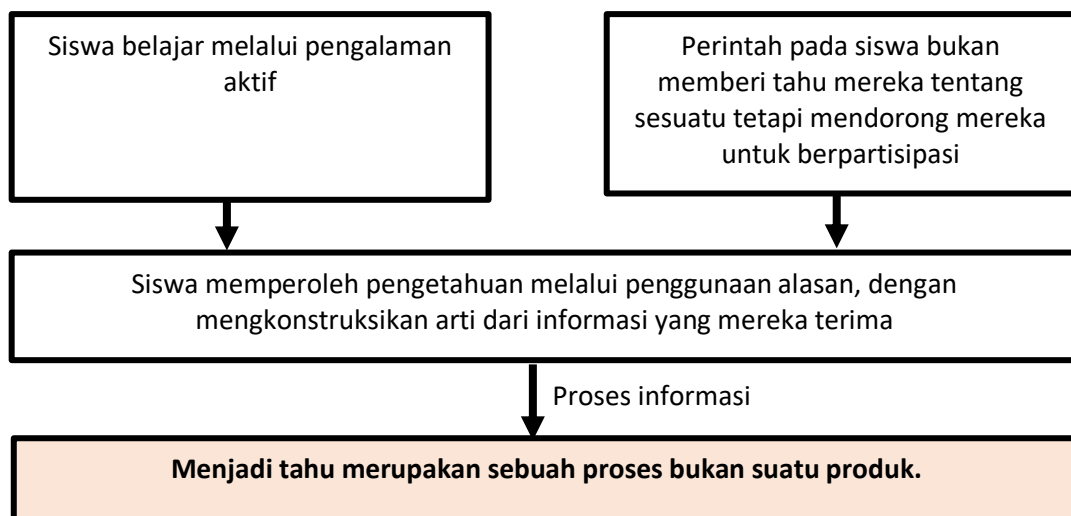 Siswa belajar melalui pengalaman
aktif
Perintah pada siswa bukan
memberi tahu mereka tentang
sesuatu tetapi mendorong mereka
untuk berpartisipasi
Siswa memperoleh pengetahuan melalui penggunaan alasan, dengan
mengkonstruksikan arti dari informasi yang mereka terima
Proses informasi
Menjadi tahu merupakan sebuah proses bukan suatu produk.